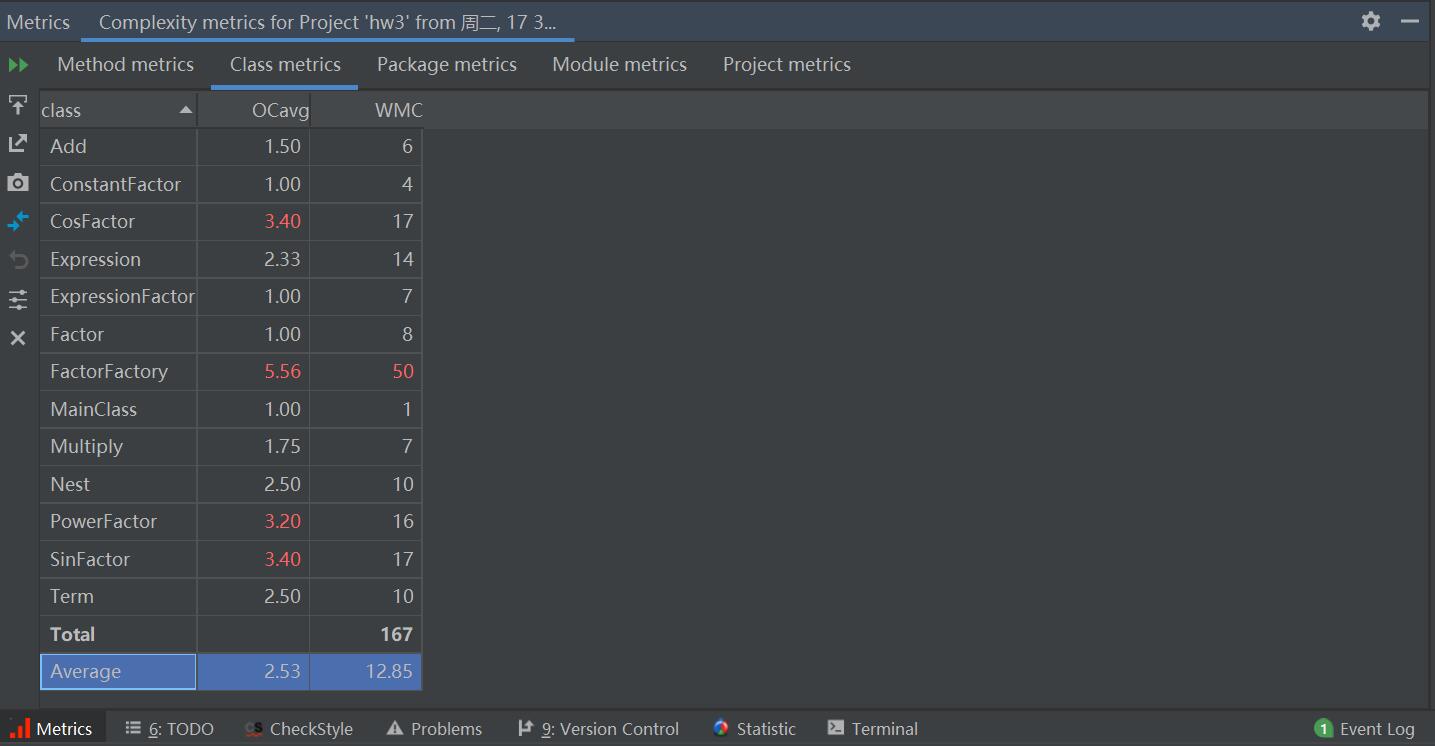 Metrics Complexity metrics for Project 'hw3' from 周二, 17 3...
Method metrics Class metrics Package metrics Module metrics Project metrics
class OCavg WMC
Add 1.50 6
ConstantFactor 1.00 4
CosFactor 3.40 17
Expression 2.33 14
ExpressionFactor 1.00 7
Factor 1.00 8
FactorFactory 5.56 50
MainClass 1.00 1
Multiply 1.75 7
Nest 2.50 10
PowerFactor 3.20 16
SinFactor 3.40 17
Term 2.50 10
Total 167
Average 2.53 12.85
Metrics 6: TODO CS CheckStyle Problems 9: Version Control Statistic Terminal 1 Event Log